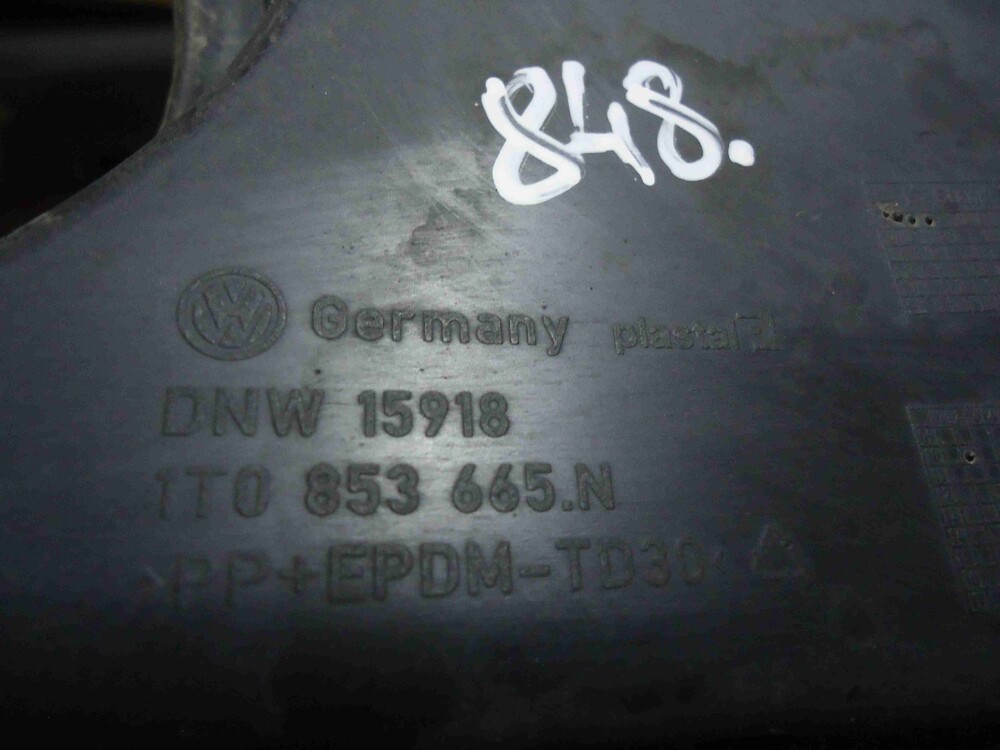 848.
Germany plastal
DNW 15918
1T0 853 665.N
>PP+EPDM-TD30<